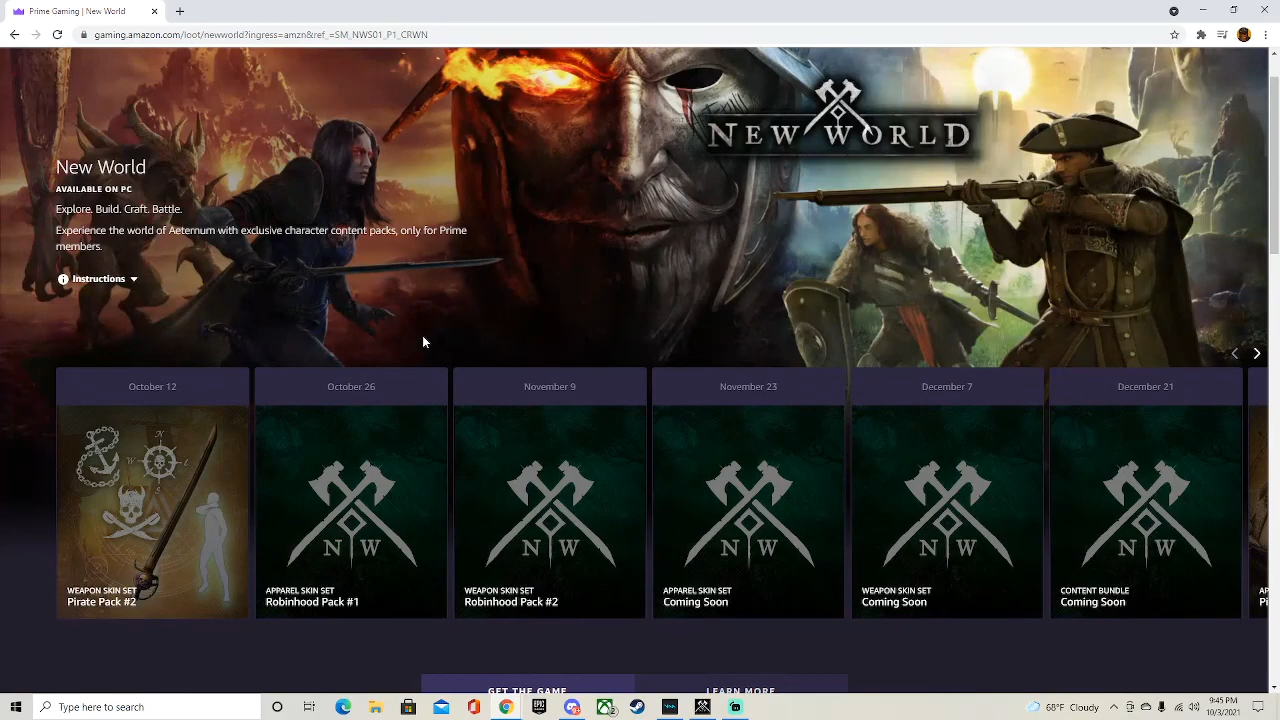 Prime Gaming | New World
gaming.amazon.com/loot/newworld?ingress=amzn&ref_=SM_NWS01_P1_CRWN
NEW WORLD
New World
AVAILABLE ON PC
Explore. Build. Craft. Battle.
Experience the world of Aeternum with exclusive character content packs, only for Prime
members.
Instructions
October 12
October 26
November 9
November 23
December 7
December 21
N
W L
S
N W
N W
N W
N W
N W
WEAPON SKIN SET
Pirate Pack #2
APPAREL SKIN SET
Robinhood Pack #1
WEAPON SKIN SET
Robinhood Pack #2
APPAREL SKIN SET
Coming Soon
WEAPON SKIN SET
Coming Soon
CONTENT BUNDLE
Coming Soon
AP
Pi
GET THE GAME
LEARN MORE
Type here to search
EPIC GAMES
2
68°F Cloudy
9:45 PM
10/3/2021